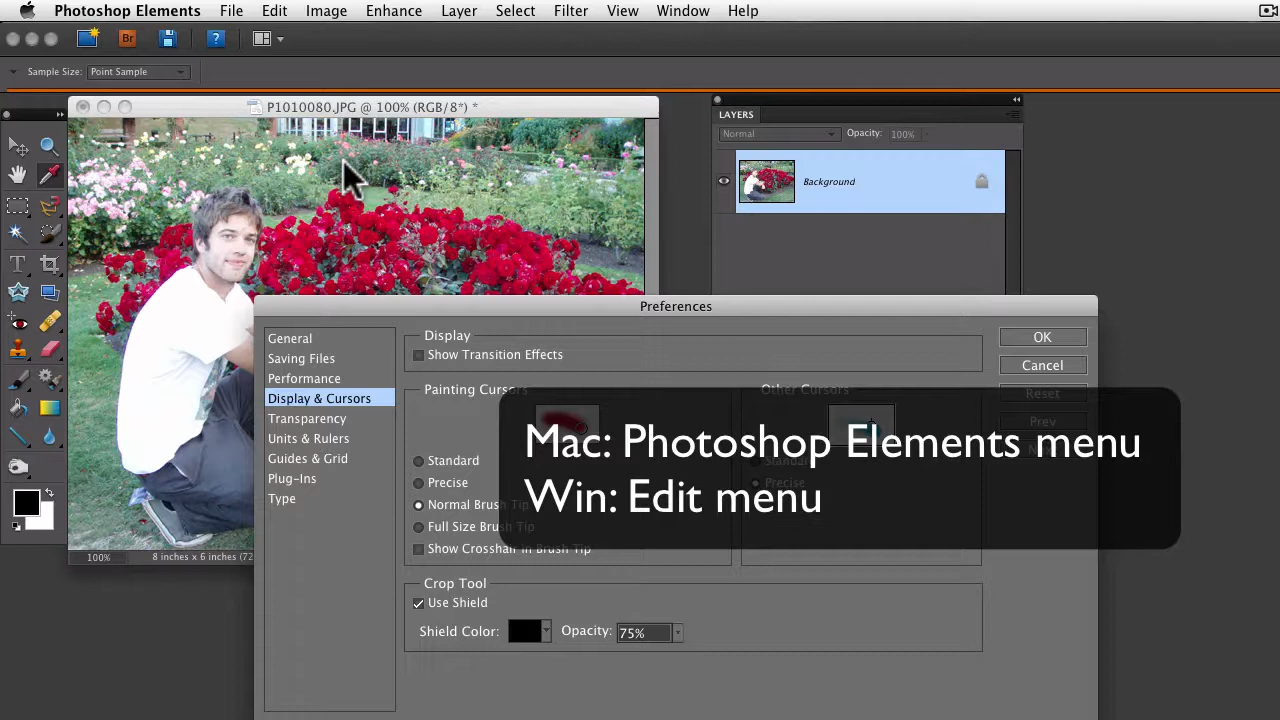 Photoshop Elements File Edit Image Enhance Layer Select Filter View Window Help
Br ?
Sample Size: Point Sample
P1010080.JPG @ 100% (RGB/8*) *
LAYERS
Normal Opacity: 100%
Background
T
100% 8 inches x 6 inches (72
Preferences
General
Saving Files
Performance
Display & Cursors
Transparency
Units & Rulers
Guides & Grid
Plug-Ins
Type
Display
Show Transition Effects
Painting Cursors
Standard
Precise
Normal Brush Tip
Full Size Brush Tip
Show Crosshair in Brush Tip
Other Cursors
Standard
Precise
Crop Tool
Use Shield
Shield Color: Opacity: 75%
OK
Cancel
Reset
Prev
Mac: Photoshop Elements menu
Win: Edit menu